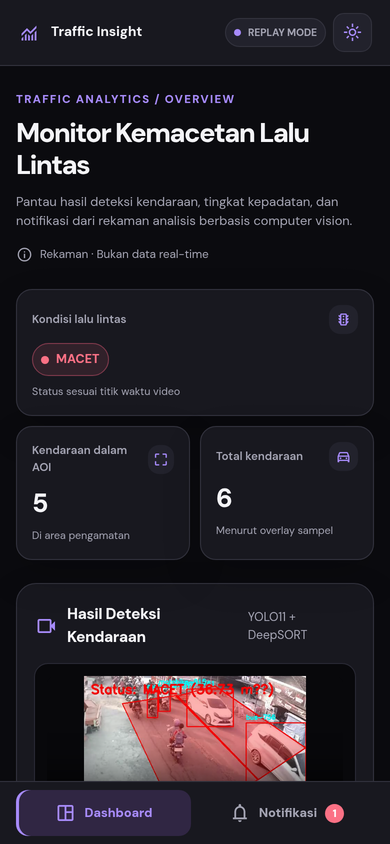 Traffic Insight
REPLAY MODE
TRAFFIC ANALYTICS / OVERVIEW
Monitor Kemacetan Lalu
Lintas
Pantau hasil deteksi kendaraan, tingkat kepadatan, dan
notifikasi dari rekaman analisis berbasis computer vision.
Rekaman · Bukan data real-time
Kondisi lalu lintas
MACET
Status sesuai titik waktu video
Kendaraan dalam
AOI
5
Di area pengamatan
Total kendaraan
6
Menurut overlay sampel
Hasil Deteksi
Kendaraan
YOLO11 +
DeepSORT
Status: MACET
Dashboard
Notifikasi
1